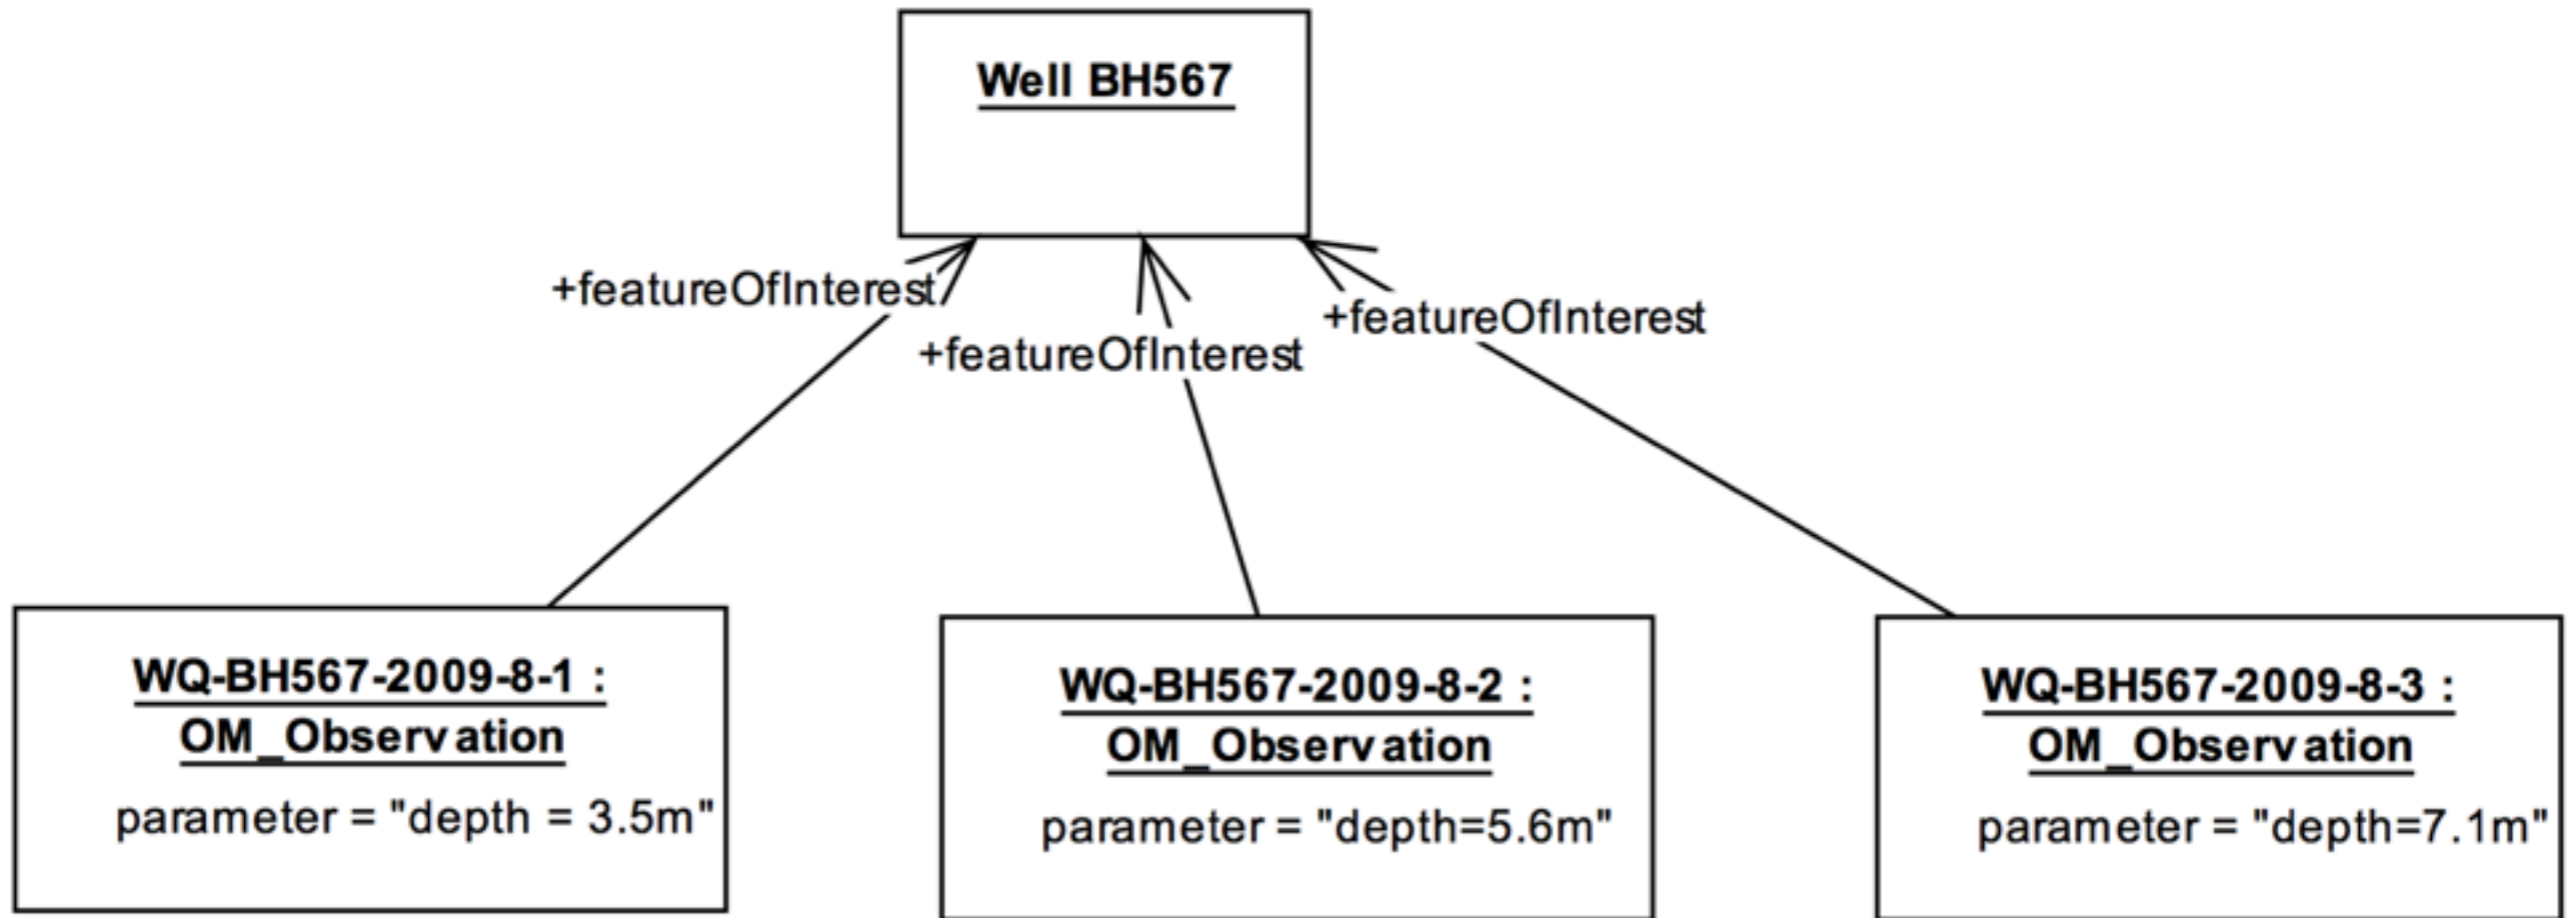 Well BH567
+featureOfInterest
+featureOfInterest
+featureOfInterest
WQ-BH567-2009-8-1 :
OM_Observation
parameter = "depth = 3.5m"
WQ-BH567-2009-8-2 :
OM_Observation
parameter = "depth=5.6m"
WQ-BH567-2009-8-3 :
OM_Observation
parameter = "depth=7.1m"